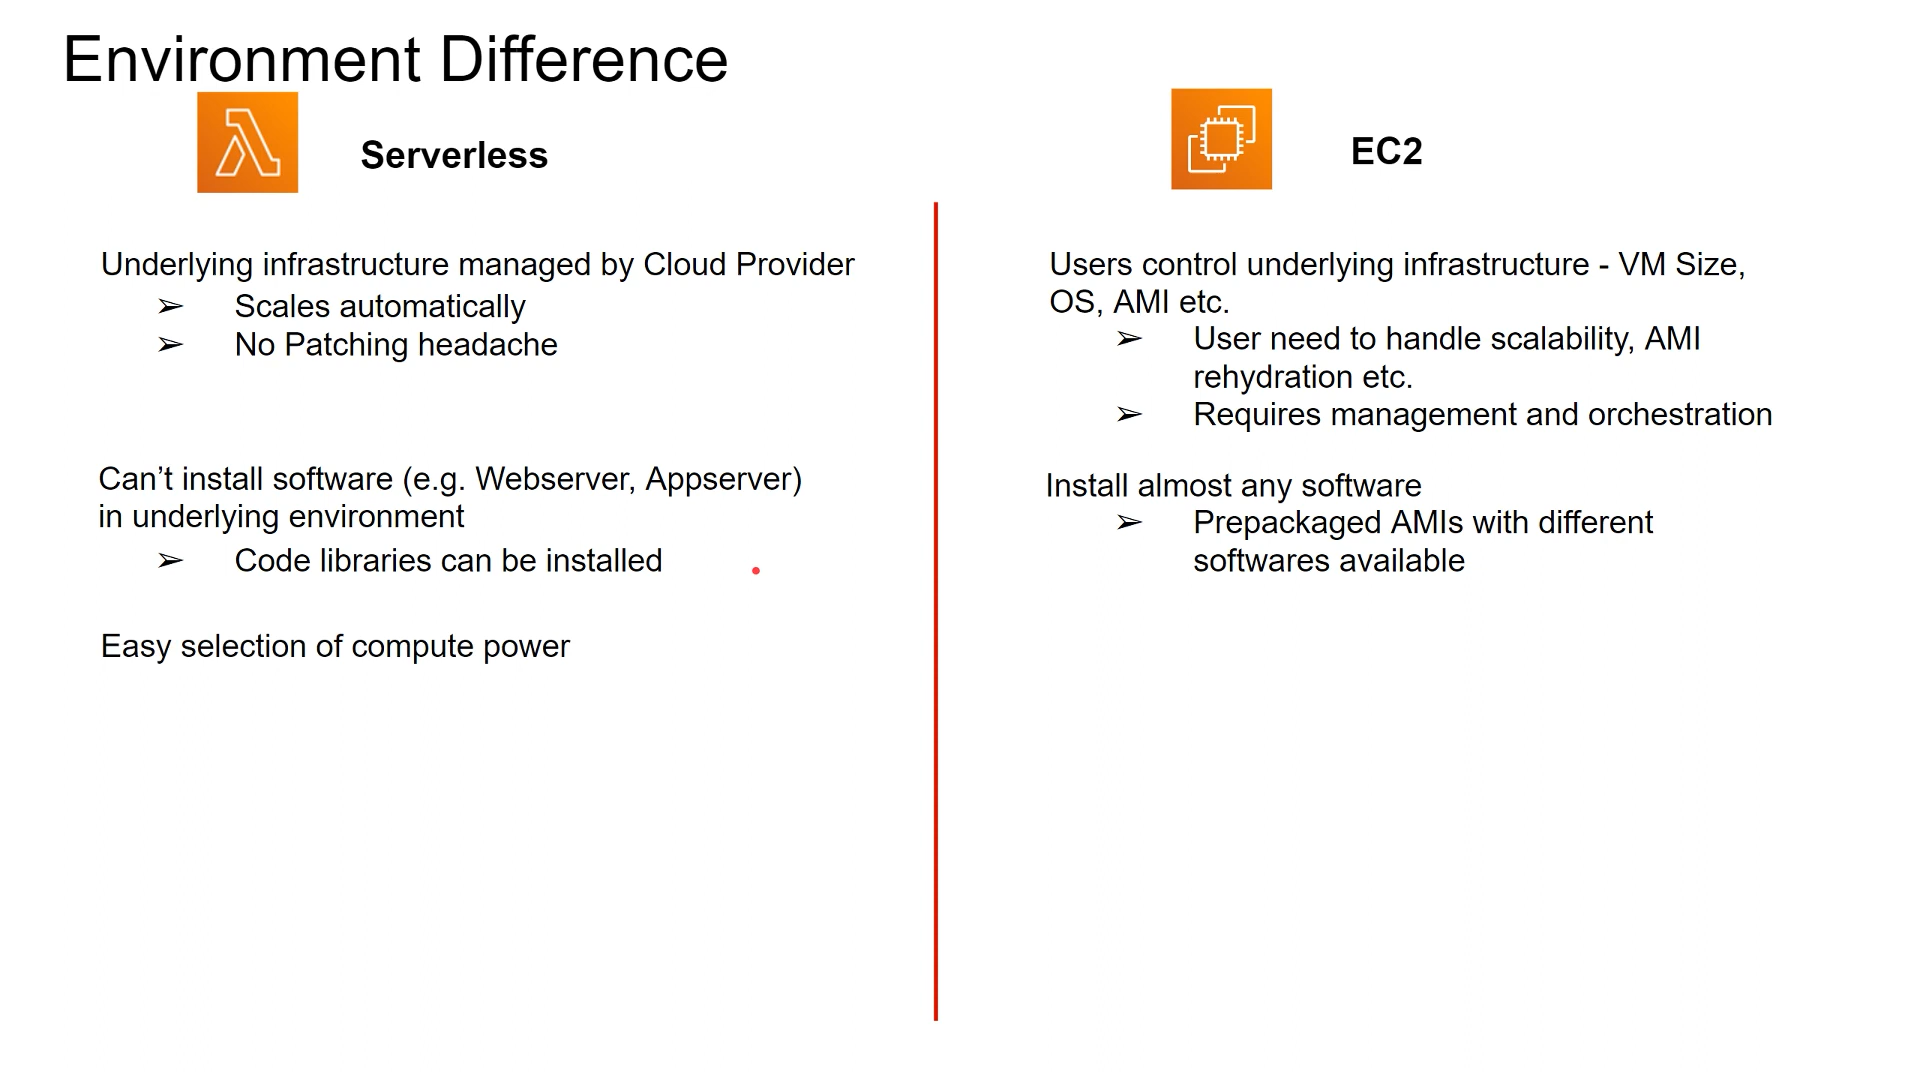 Environment Difference
Serverless
Underlying infrastructure managed by Cloud Provider
➢ Scales automatically
➢ No Patching headache
Can’t install software (e.g. Webserver, Appserver)
in underlying environment
➢ Code libraries can be installed
Easy selection of compute power
EC2
Users control underlying infrastructure - VM Size,
OS, AMI etc.
➢ User need to handle scalability, AMI
rehydration etc.
➢ Requires management and orchestration
Install almost any software
➢ Prepackaged AMIs with different
softwares available